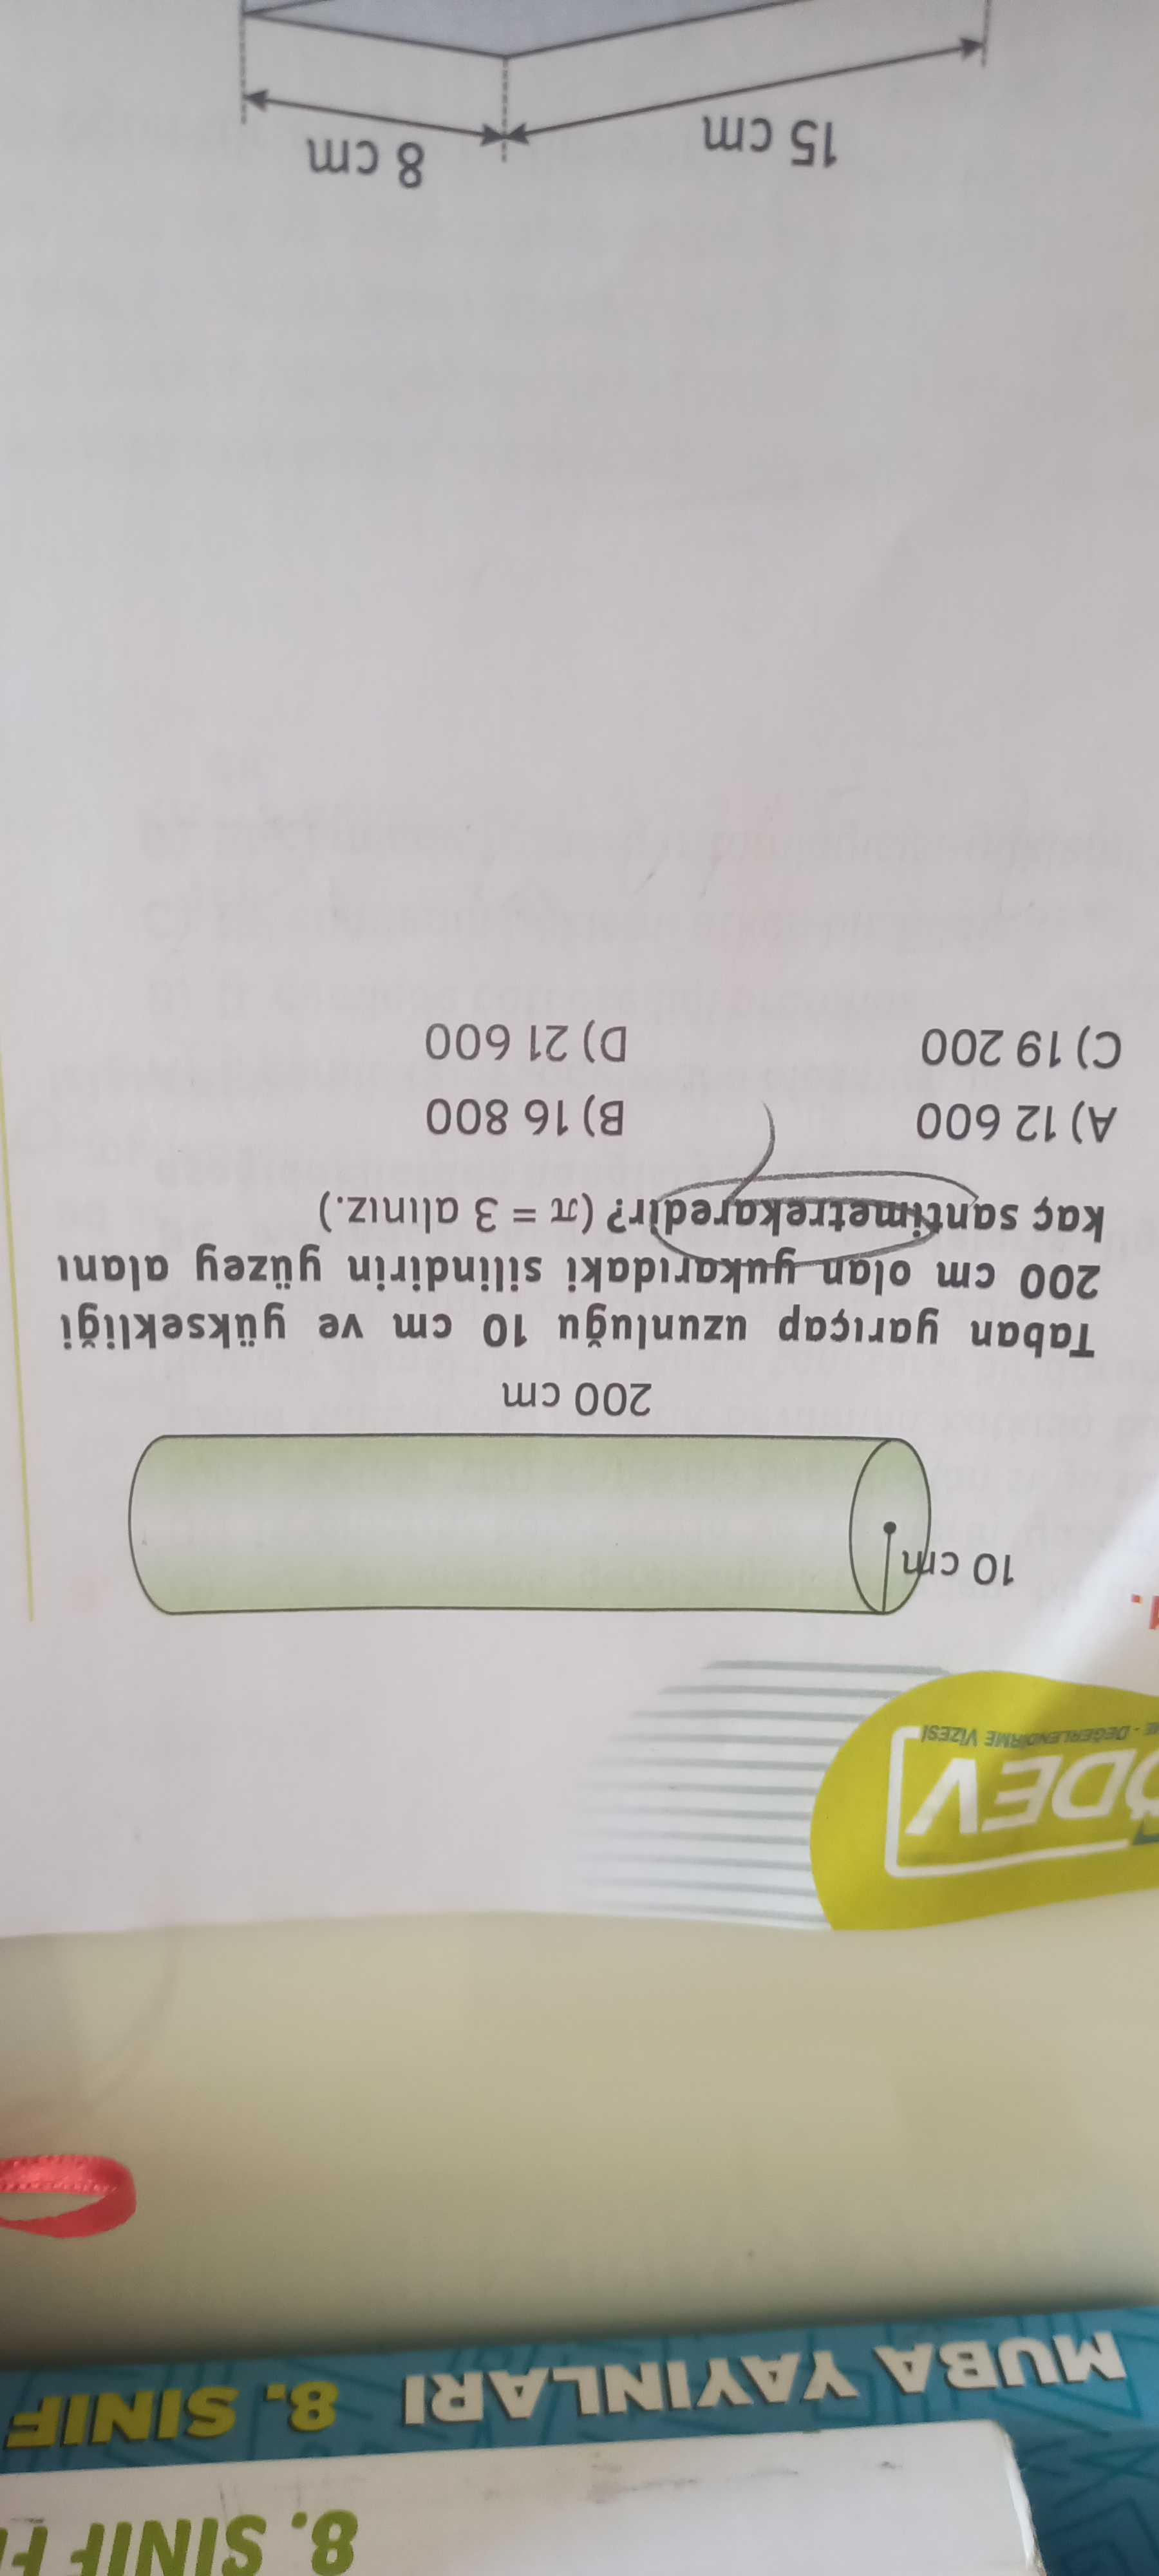 8. SINIF
MUBA YAYINLARI 8. SINIF
ÖDEV
DEĞERLENDİRME VİZESİ
1.
10 cm
200 cm
Taban yarıçap uzunluğu 10 cm ve yüksekliği
200 cm olan yukarıdaki silindirin yüzey alanı
kaç santimetrekaredir? (π = 3 alınız.)
A) 12 600 B) 16 800
C) 19 200 D) 21 600
15 cm 8 cm